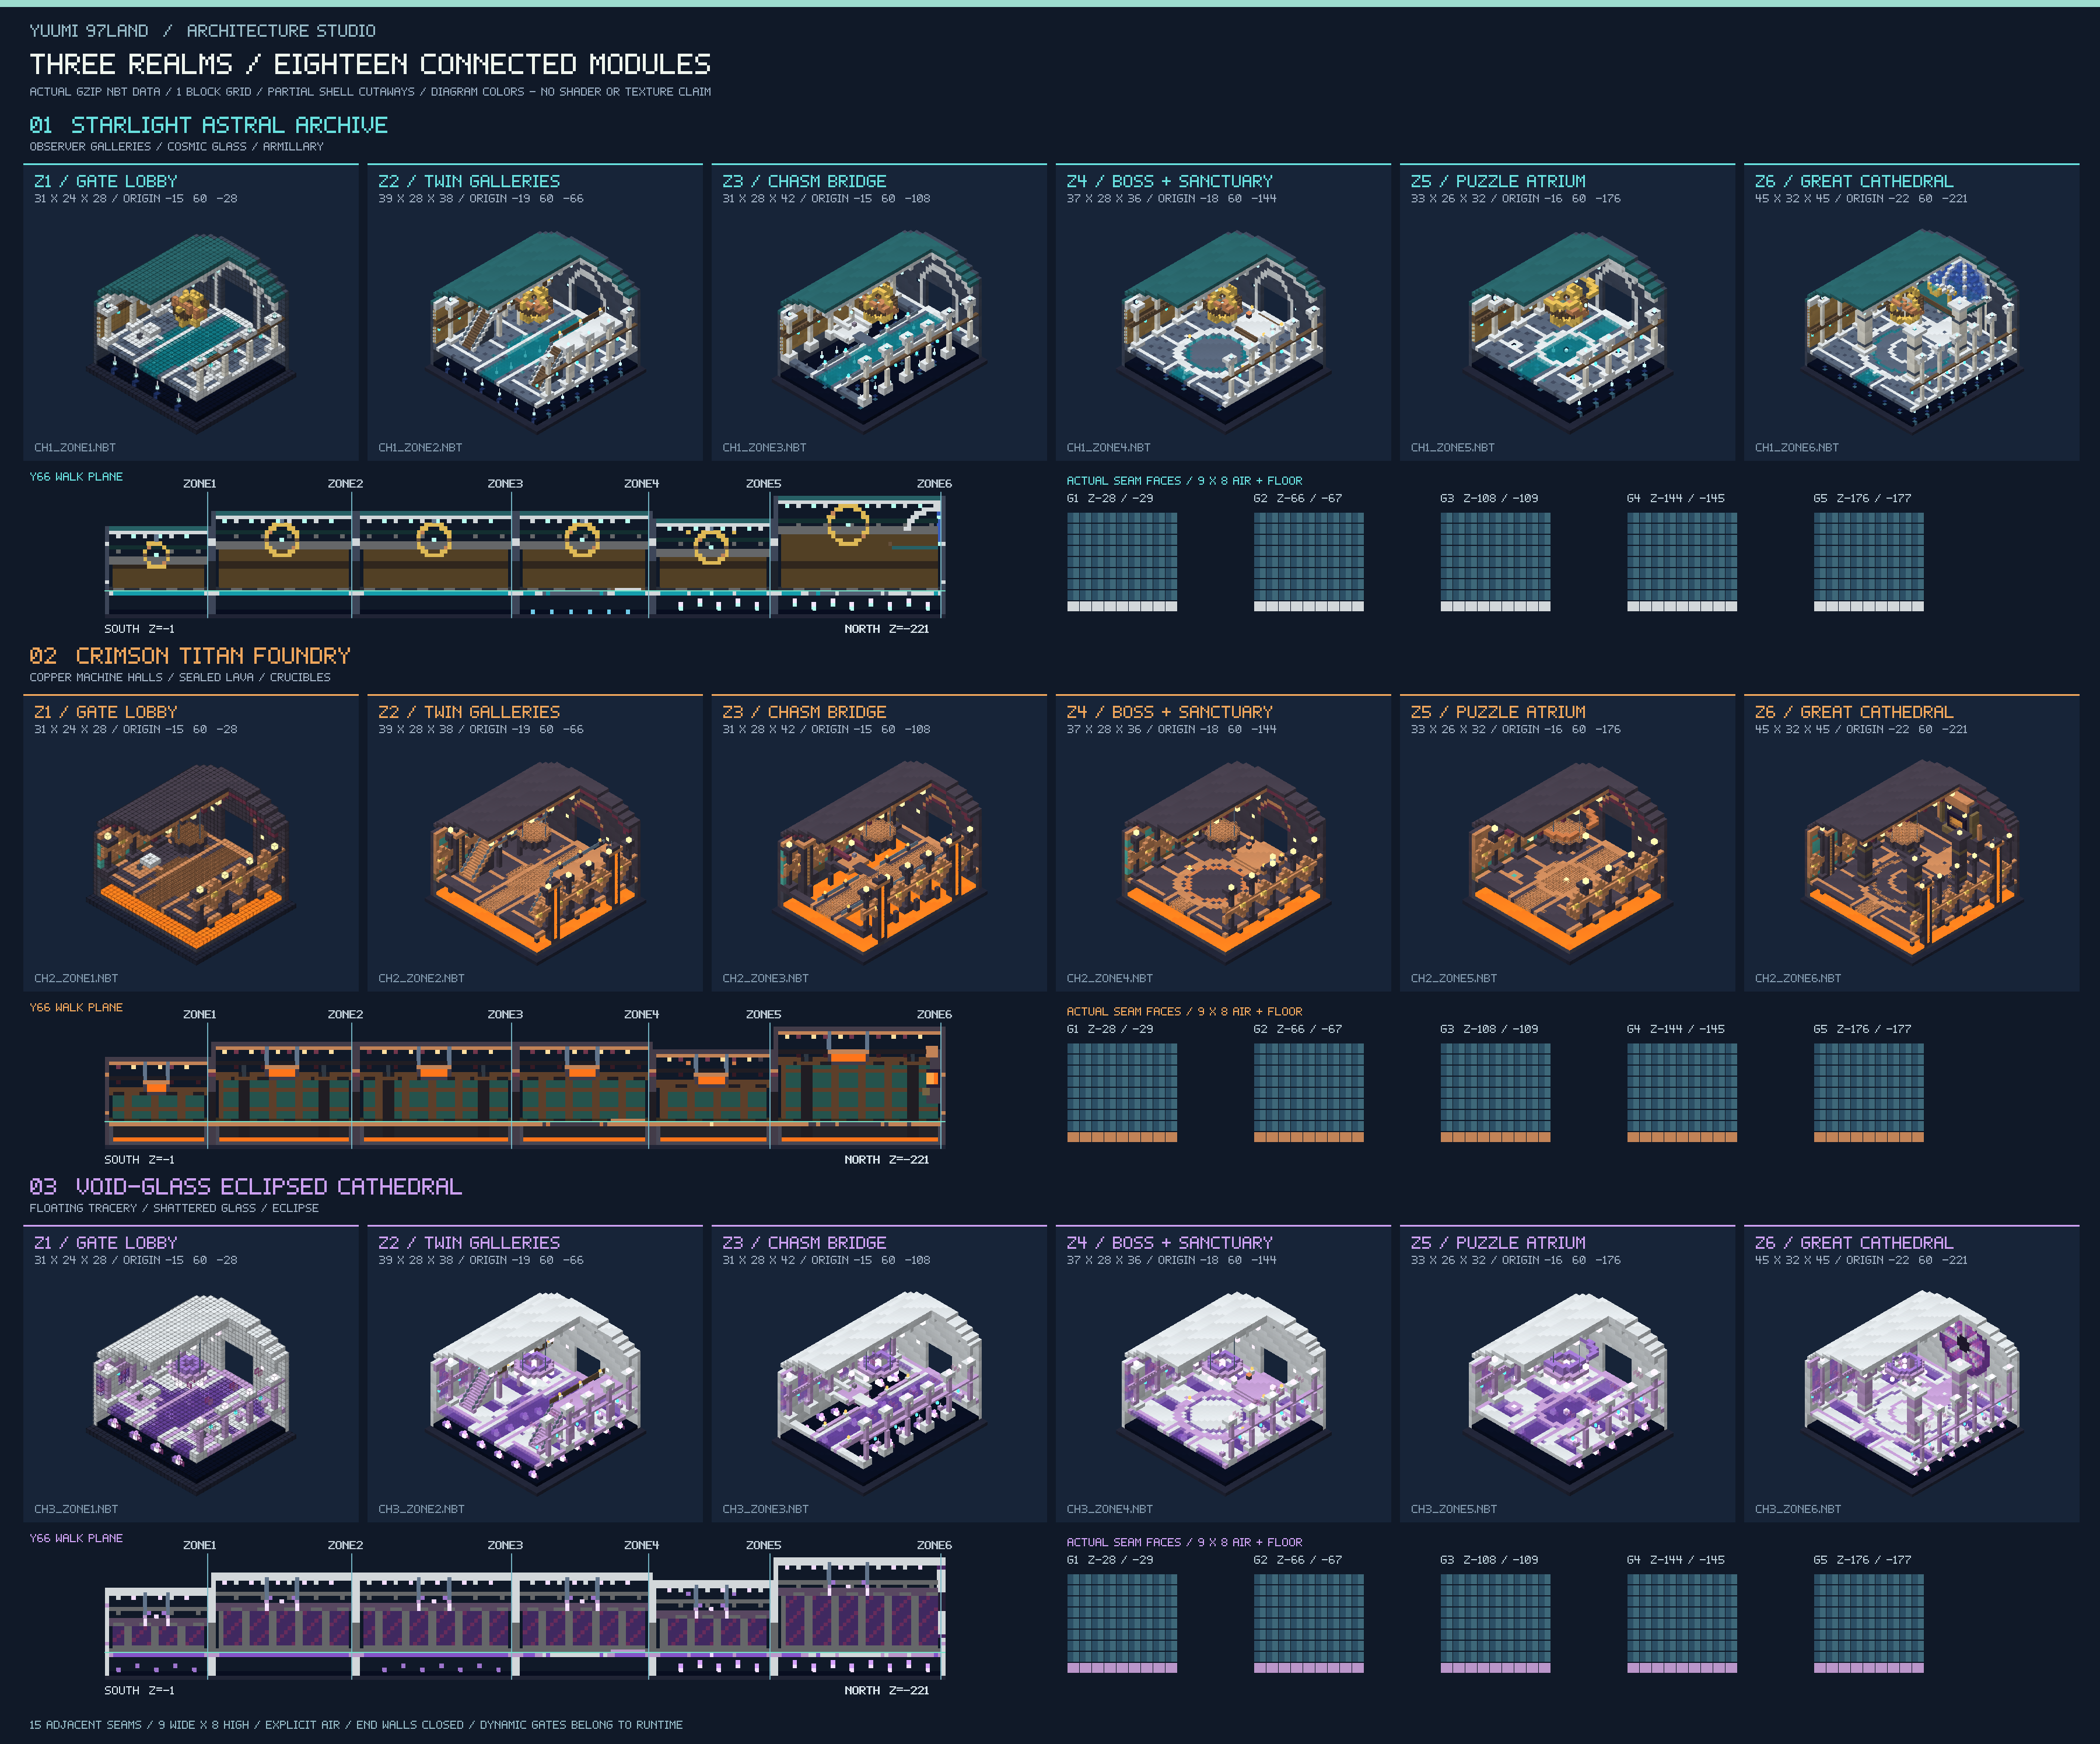 YUUMI 97LAND / ARCHITECTURE STUDIO
THREE REALMS / EIGHTEEN CONNECTED MODULES
ACTUAL GZIP NBT DATA / 1 BLOCK GRID / PARTIAL SHELL CUTAWAYS / DIAGRAM COLORS - NO SHADER OR TEXTURE CLAIM
01 STARLIGHT ASTRAL ARCHIVE
OBSERVER GALLERIES / COSMIC GLASS / ARMILLARY
Z1 / GATE LOBBY
31 X 24 X 28 / ORIGIN -15 60 -28
CH1_ZONE1.NBT
Z2 / TWIN GALLERIES
39 X 28 X 38 / ORIGIN -19 60 -66
CH1_ZONE2.NBT
Z3 / CHASM BRIDGE
31 X 28 X 42 / ORIGIN -15 60 -108
CH1_ZONE3.NBT
Z4 / BOSS + SANCTUARY
37 X 28 X 36 / ORIGIN -18 60 -144
CH1_ZONE4.NBT
Z5 / PUZZLE ATRIUM
33 X 26 X 32 / ORIGIN -16 60 -176
CH1_ZONE5.NBT
Z6 / GREAT CATHEDRAL
45 X 32 X 45 / ORIGIN -22 60 -221
CH1_ZONE6.NBT
Y66 WALK PLANE
ZONE1 ZONE2 ZONE3 ZONE4 ZONE5 ZONE6
SOUTH Z=-1
NORTH Z=-221
ACTUAL SEAM FACES / 9 X 8 AIR + FLOOR
G1 Z-28 / -29
G2 Z-66 / -67
G3 Z-108 / -109
G4 Z-144 / -145
G5 Z-176 / -177
02 CRIMSON TITAN FOUNDRY
COPPER MACHINE HALLS / SEALED LAVA / CRUCIBLES
Z1 / GATE LOBBY
31 X 24 X 28 / ORIGIN -15 60 -28
CH2_ZONE1.NBT
Z2 / TWIN GALLERIES
39 X 28 X 38 / ORIGIN -19 60 -66
CH2_ZONE2.NBT
Z3 / CHASM BRIDGE
31 X 28 X 42 / ORIGIN -15 60 -108
CH2_ZONE3.NBT
Z4 / BOSS + SANCTUARY
37 X 28 X 36 / ORIGIN -18 60 -144
CH2_ZONE4.NBT
Z5 / PUZZLE ATRIUM
33 X 26 X 32 / ORIGIN -16 60 -176
CH2_ZONE5.NBT
Z6 / GREAT CATHEDRAL
45 X 32 X 45 / ORIGIN -22 60 -221
CH2_ZONE6.NBT
Y66 WALK PLANE
ZONE1 ZONE2 ZONE3 ZONE4 ZONE5 ZONE6
SOUTH Z=-1
NORTH Z=-221
ACTUAL SEAM FACES / 9 X 8 AIR + FLOOR
G1 Z-28 / -29
G2 Z-66 / -67
G3 Z-108 / -109
G4 Z-144 / -145
G5 Z-176 / -177
03 VOID-GLASS ECLIPSED CATHEDRAL
FLOATING TRACERY / SHATTERED GLASS / ECLIPSE
Z1 / GATE LOBBY
31 X 24 X 28 / ORIGIN -15 60 -28
CH3_ZONE1.NBT
Z2 / TWIN GALLERIES
39 X 28 X 38 / ORIGIN -19 60 -66
CH3_ZONE2.NBT
Z3 / CHASM BRIDGE
31 X 28 X 42 / ORIGIN -15 60 -108
CH3_ZONE3.NBT
Z4 / BOSS + SANCTUARY
37 X 28 X 36 / ORIGIN -18 60 -144
CH3_ZONE4.NBT
Z5 / PUZZLE ATRIUM
33 X 26 X 32 / ORIGIN -16 60 -176
CH3_ZONE5.NBT
Z6 / GREAT CATHEDRAL
45 X 32 X 45 / ORIGIN -22 60 -221
CH3_ZONE6.NBT
Y66 WALK PLANE
ZONE1 ZONE2 ZONE3 ZONE4 ZONE5 ZONE6
SOUTH Z=-1
NORTH Z=-221
ACTUAL SEAM FACES / 9 X 8 AIR + FLOOR
G1 Z-28 / -29
G2 Z-66 / -67
G3 Z-108 / -109
G4 Z-144 / -145
G5 Z-176 / -177
15 ADJACENT SEAMS / 9 WIDE X 8 HIGH / EXPLICIT AIR / END WALLS CLOSED / DYNAMIC GATES BELONG TO RUNTIME